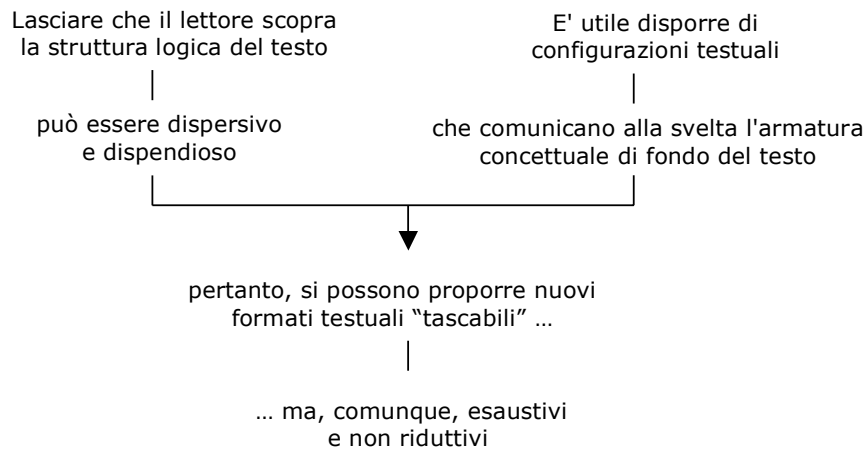 Lasciare che il lettore scopra
la struttura logica del testo
può essere dispersivo
e dispendioso
E' utile disporre di
configurazioni testuali
che comunicano alla svelta l'armatura
concettuale di fondo del testo
pertanto, si possono proporre nuovi
formati testuali “tascabili” …
… ma, comunque, esaustivi
e non riduttivi